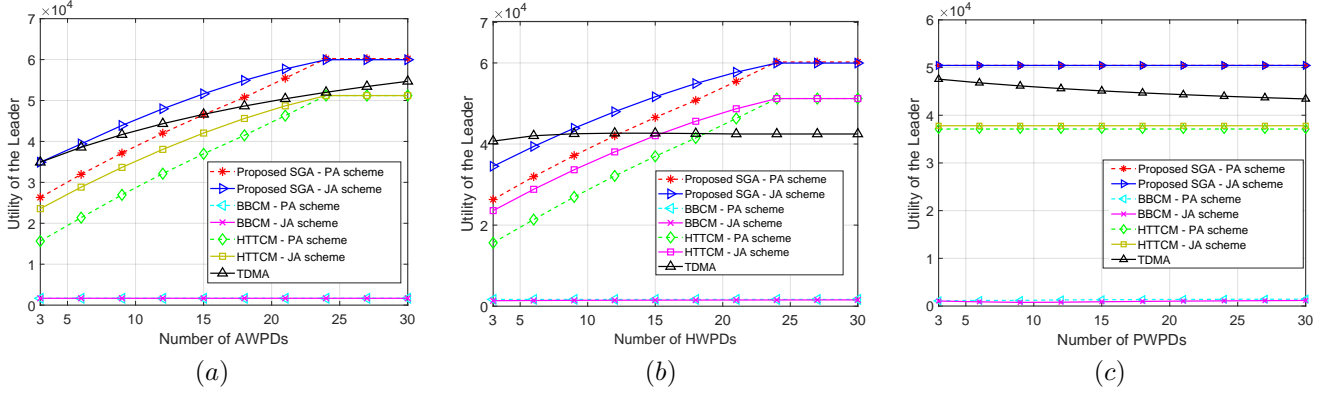 ×10⁴
7
6
5
4
3
2
1
0
Utility of the Leader
Proposed SGA - PA scheme
Proposed SGA - JA scheme
BBCM - PA scheme
BBCM - JA scheme
HTTCM - PA scheme
HTTCM - JA scheme
TDMA
3 5 10 15 20 25 30
Number of AWPDs
(a)
×10⁴
7
6
4
2
0
Utility of the Leader
Proposed SGA - PA scheme
Proposed SGA - JA scheme
BBCM - PA scheme
BBCM - JA scheme
HTTCM - PA scheme
HTTCM - JA scheme
TDMA
3 5 10 15 20 25 30
Number of HWPDs
(b)
×10⁴
6
5
4
3
2
1
0
Utility of the Leader
Proposed SGA - PA scheme
Proposed SGA - JA scheme
BBCM - PA scheme
BBCM - JA scheme
HTTCM - PA scheme
HTTCM - JA scheme
TDMA
3 5 10 15 20 25 30
Number of PWPDs
(c)